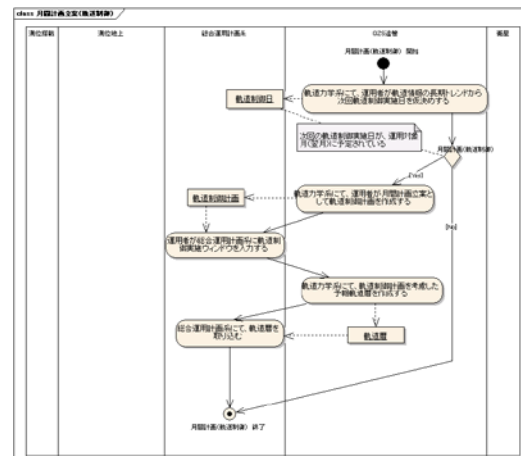 class 月間計画立案(軌道制御)
測位搭載
測位地上
総合運用計画系
QZS追管
衛星
月間計画(軌道制御) 開始
軌道力学系にて、運用者が軌道情報の長期トレンドから
次回軌道制御実施日を仮決めする
軌道制御日
次回の軌道制御実施日が、運用対象
月(翌月)に予定されている
月間計画(軌道制御)
[Yes]
軌道力学系にて、運用者が月間計画立案と
して軌道制御計画を作成する
軌道制御計画
[No]
運用者が総合運用計画系に軌道制
御実施ウィンドウを入力する
軌道力学系にて、軌道制御計画を考慮した
予報軌道暦を作成する
総合運用計画系にて、軌道暦を
取り込む
軌道暦
月間計画(軌道制御) 終了